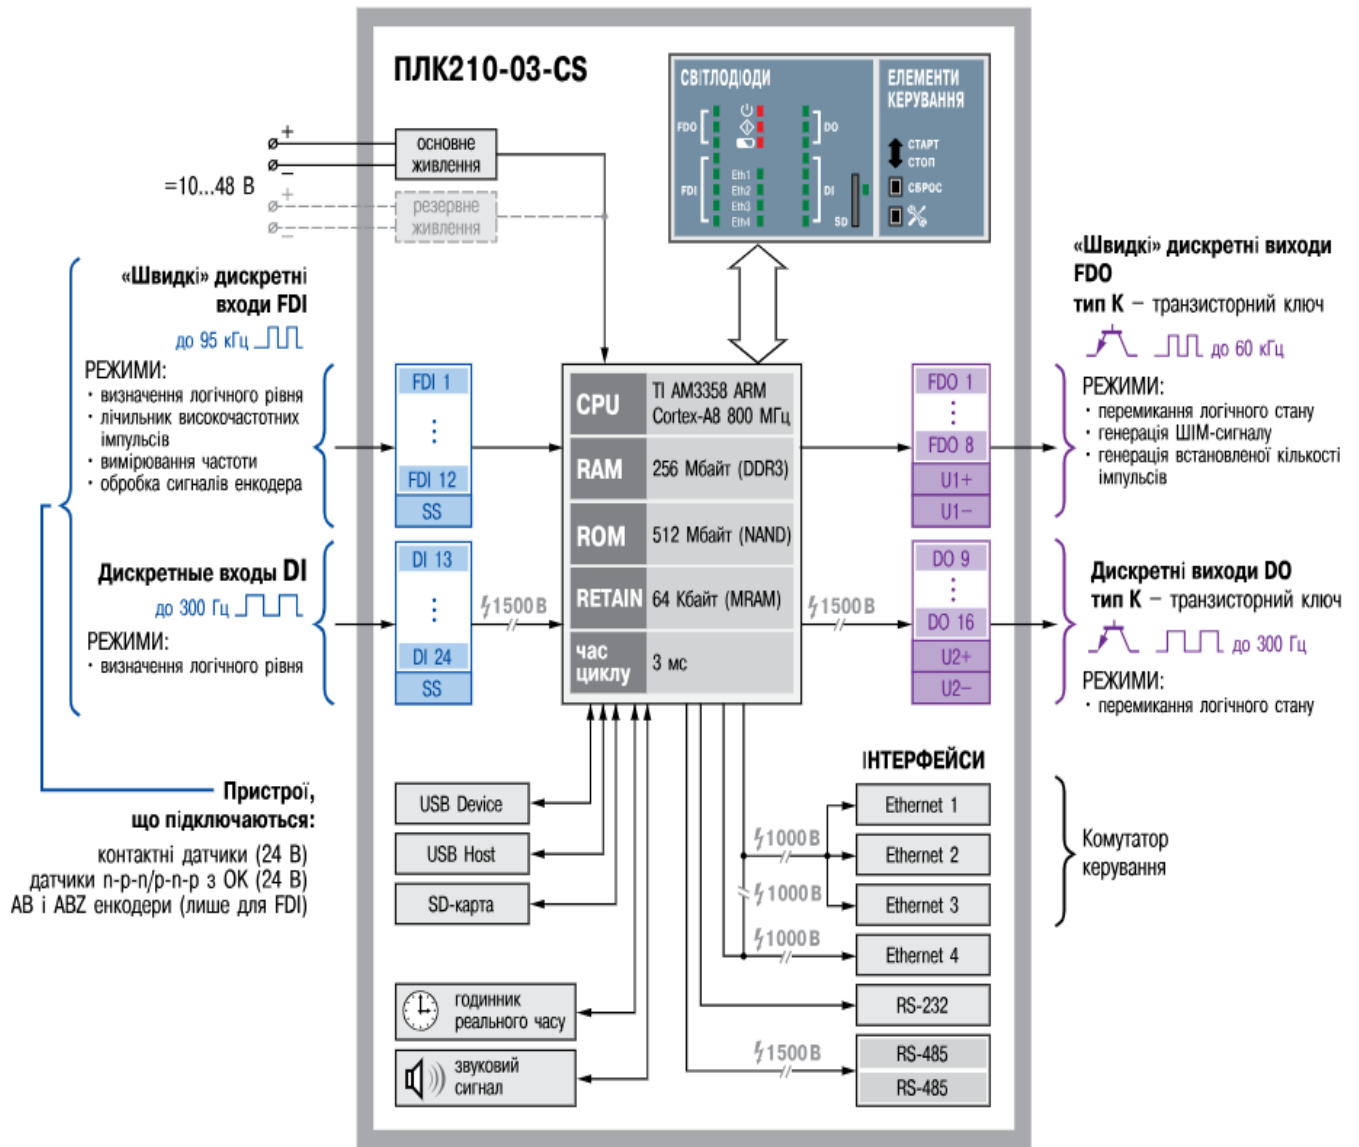 ПЛК210-03-CS
СВІТЛОДІОДИ
FDO
DO
FDI
DI
Eth1
Eth2
Eth3
Eth4
SD
ЕЛЕМЕНТИ
КЕРУВАННЯ
СТАРТ
СТОП
СБРОС
+
−
=10...48 В
+
−
основне
живлення
резервне
живлення
«Швидкі» дискретні
входи FDI
до 95 кГц
РЕЖИМИ:
· визначення логічного рівня
· лічильник високочастотних
імпульсів
· вимірювання частоти
· обробка сигналів енкодера
Дискретные входы DI
до 300 Гц
РЕЖИМИ:
· визначення логічного рівня
Пристрої,
що підключаються:
контактні датчики (24 В)
датчики n-p-n/p-n-p з ОК (24 В)
АВ і ABZ енкодери (лише для FDI)
FDI 1
FDI 12
SS
DI 13
DI 24
SS
1500 В
CPU
TI AM3358 ARM
Cortex-A8 800 МГц
RAM
256 Мбайт (DDR3)
ROM
512 Мбайт (NAND)
RETAIN
64 Кбайт (MRAM)
час
циклу
3 мс
1500 В
FDO 1
FDO 8
U1+
U1−
DO 9
DO 16
U2+
U2−
«Швидкі» дискретні виходи
FDO
тип К − транзисторний ключ
до 60 кГц
РЕЖИМИ:
· перемикання логічного стану
· генерація ШІМ-сигналу
· генерація встановленої кількості
імпульсів
Дискретні виходи DO
тип К − транзисторний ключ
до 300 Гц
РЕЖИМИ:
· перемикання логічного стану
USB Device
USB Host
SD-карта
годинник
реального часу
звуковий
сигнал
ІНТЕРФЕЙСИ
Ethernet 1
1000 В
Ethernet 2
1000 В
Ethernet 3
1000 В
Ethernet 4
RS-232
1500 В
RS-485
RS-485
Комутатор
керування